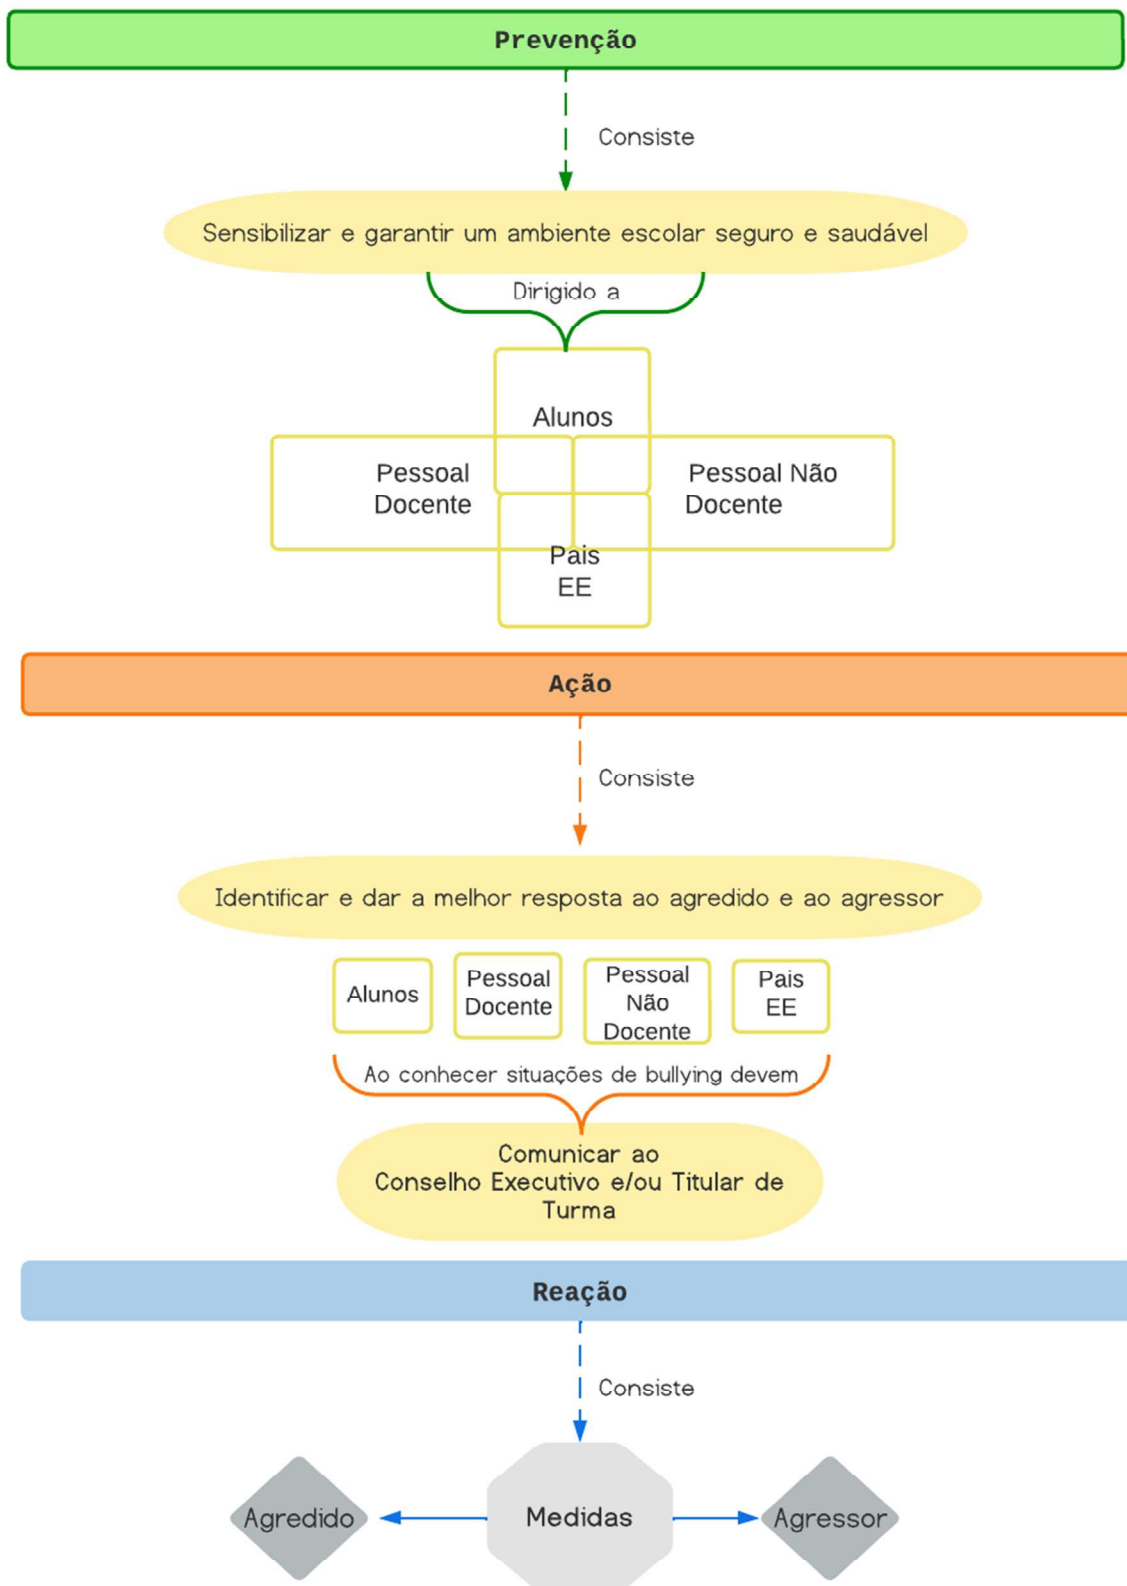 Prevenção
Consiste
Sensibilizar e garantir um ambiente escolar seguro e saudável
Dirigido a
Alunos
Pessoal
Docente
Pessoal Não
Docente
Pais
EE
Ação
Consiste
Identificar e dar a melhor resposta ao agredido e ao agressor
Alunos
Pessoal
Docente
Pessoal
Não
Docente
Pais
EE
Ao conhecer situações de bullying devem
Comunicar ao
Conselho Executivo e/ou Titular de
Turma
Reação
Consiste
Agredido
Medidas
Agressor